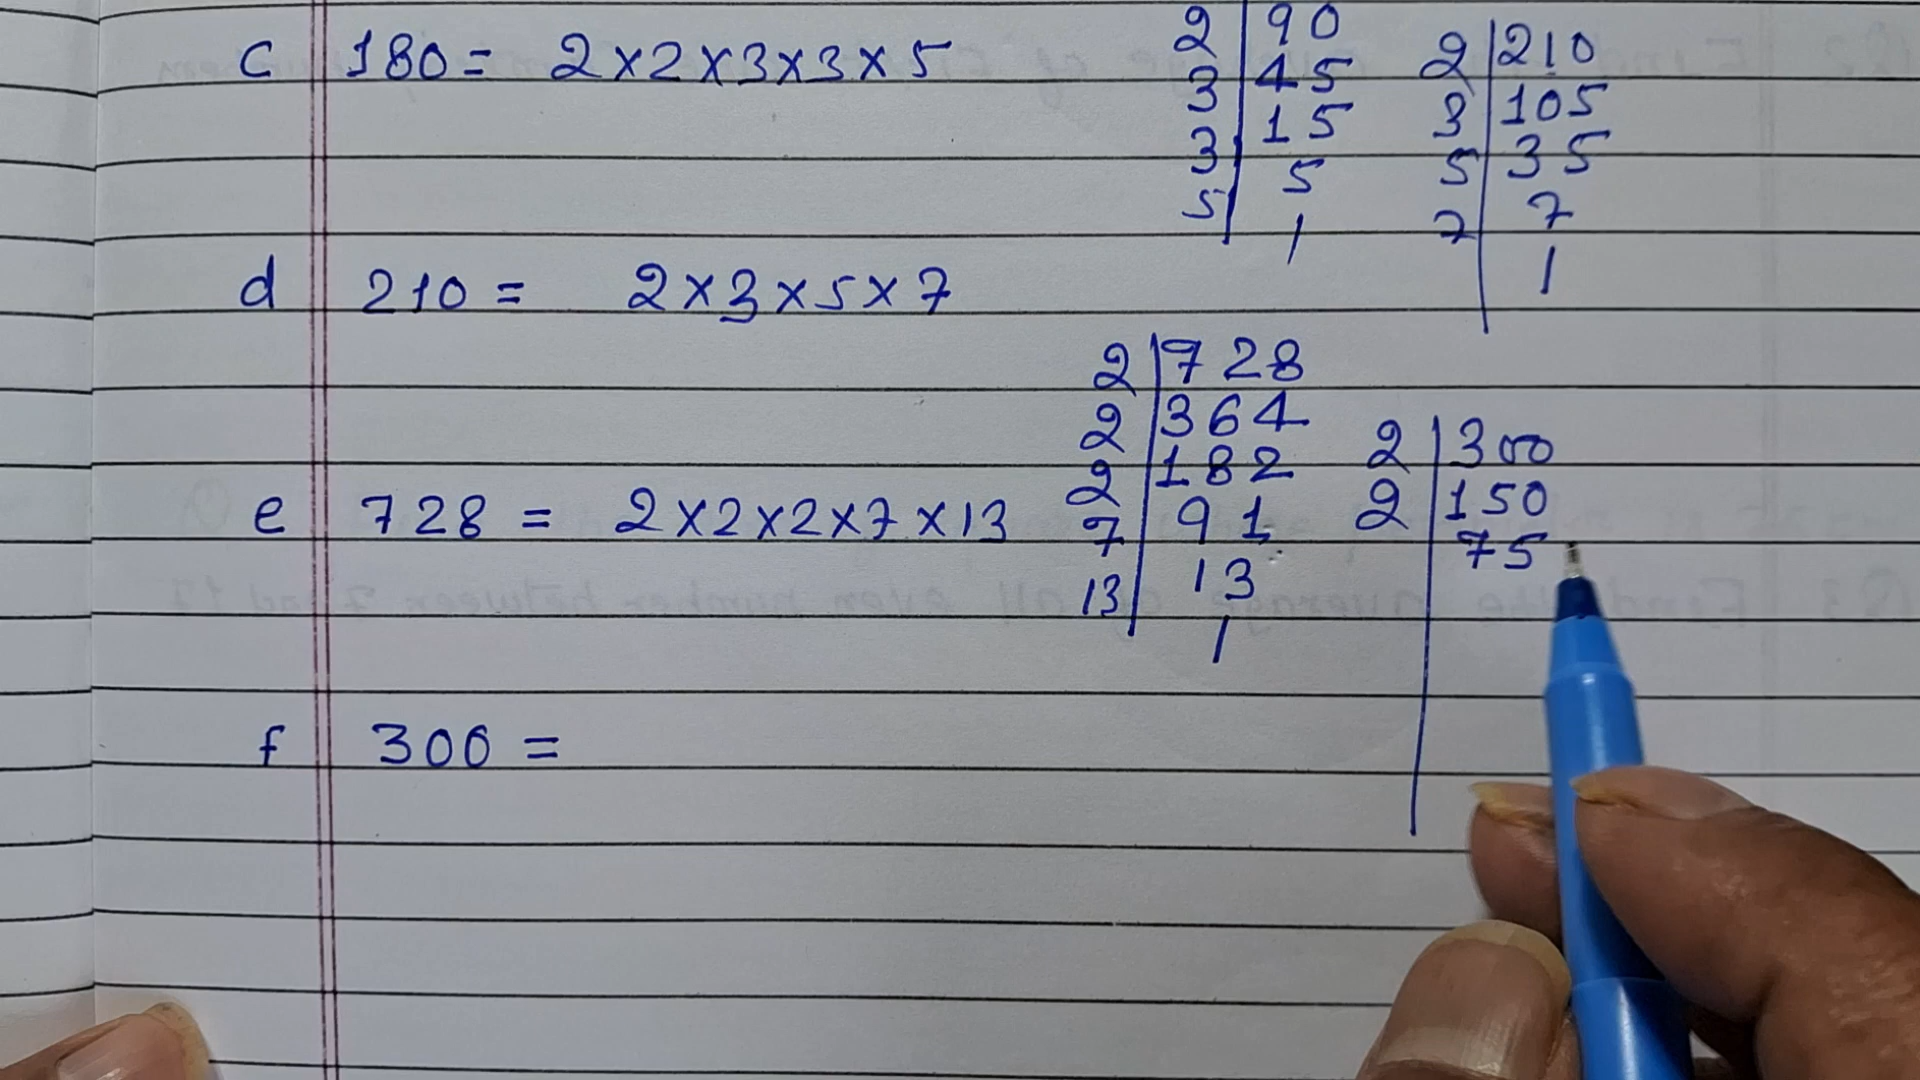 c 180 = 2×2×3×3×5
2 | 90
3 | 45
3 | 15
5 | 5
1
2 | 210
3 | 105
5 | 35
7 | 7
1
d 210 = 2×3×5×7
2 | 728
2 | 364
2 | 182
7 | 91
13 | 13
1
e 728 = 2×2×2×7×13
2 | 300
2 | 150
75
f 300 =